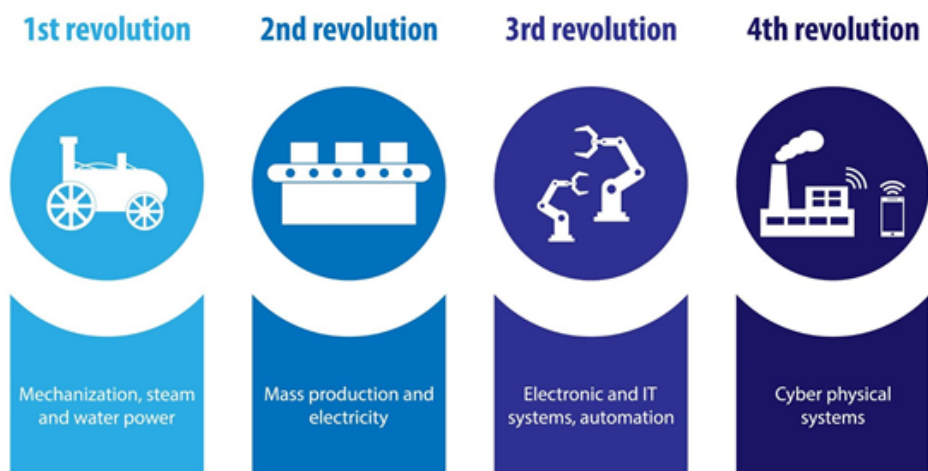 1st revolution
2nd revolution
3rd revolution
4th revolution
Mechanization, steam
and water power
Mass production and
electricity
Electronic and IT
systems, automation
Cyber physical
systems